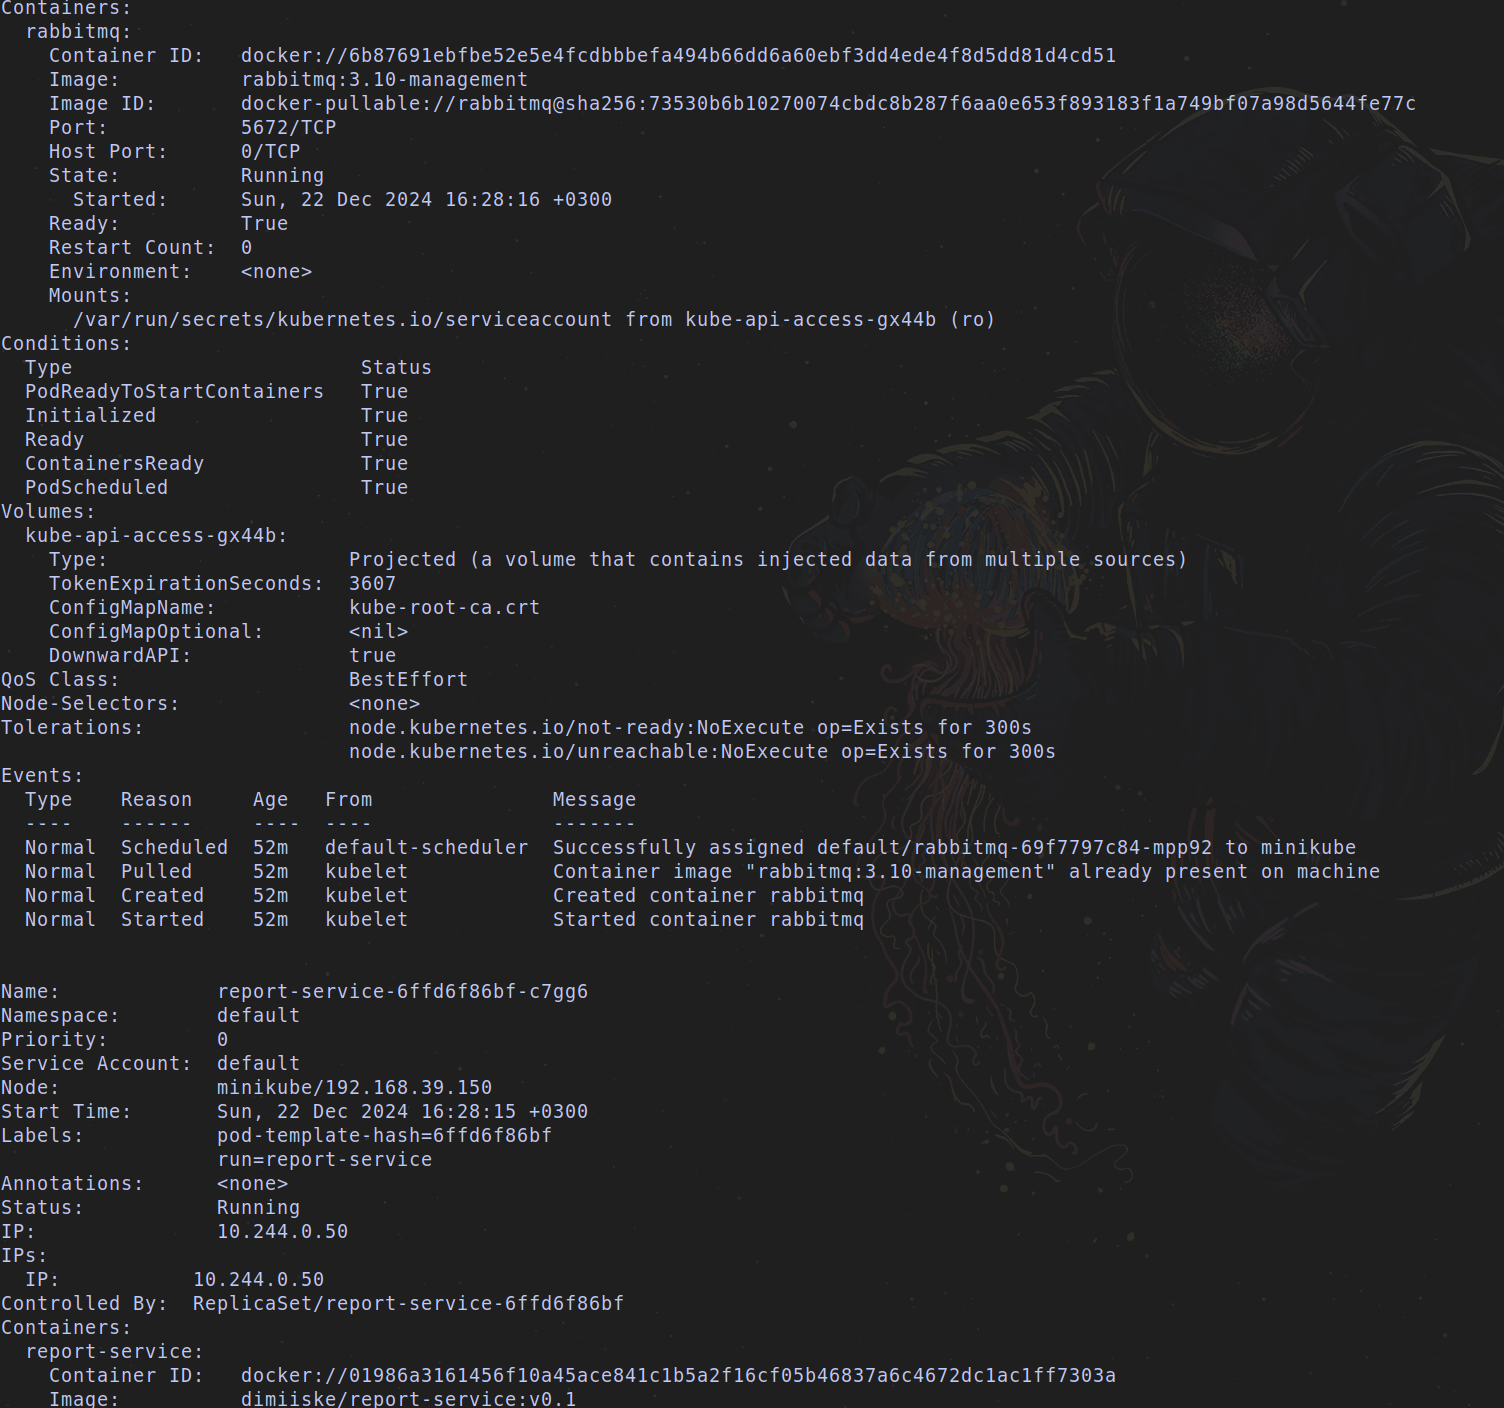 Containers:
  rabbitmq:
    Container ID:   docker://6b87691ebfbe52e5e4fcdbbbefa494b66dd6a60ebf3dd4ede4f8d5dd81d4cd51
    Image:          rabbitmq:3.10-management
    Image ID:       docker-pullable://rabbitmq@sha256:73530b6b10270074cbdc8b287f6aa0e653f893183f1a749bf07a98d5644fe77c
    Port:           5672/TCP
    Host Port:      0/TCP
    State:          Running
      Started:      Sun, 22 Dec 2024 16:28:16 +0300
    Ready:          True
    Restart Count:  0
    Environment:    <none>
    Mounts:
      /var/run/secrets/kubernetes.io/serviceaccount from kube-api-access-gx44b (ro)
Conditions:
  Type                        Status
  PodReadyToStartContainers   True
  Initialized                 True
  Ready                       True
  ContainersReady             True
  PodScheduled                True
Volumes:
  kube-api-access-gx44b:
    Type:                    Projected (a volume that contains injected data from multiple sources)
    TokenExpirationSeconds:  3607
    ConfigMapName:           kube-root-ca.crt
    ConfigMapOptional:       <nil>
    DownwardAPI:             true
QoS Class:                   BestEffort
Node-Selectors:              <none>
Tolerations:                 node.kubernetes.io/not-ready:NoExecute op=Exists for 300s
                             node.kubernetes.io/unreachable:NoExecute op=Exists for 300s
Events:
  Type    Reason     Age   From               Message
  ----    ------     ----  ----               -------
  Normal  Scheduled  52m   default-scheduler  Successfully assigned default/rabbitmq-69f7797c84-mpp92 to minikube
  Normal  Pulled     52m   kubelet            Container image "rabbitmq:3.10-management" already present on machine
  Normal  Created    52m   kubelet            Created container rabbitmq
  Normal  Started    52m   kubelet            Started container rabbitmq
Name:             report-service-6ffd6f86bf-c7gg6
Namespace:        default
Priority:         0
Service Account:  default
Node:             minikube/192.168.39.150
Start Time:       Sun, 22 Dec 2024 16:28:15 +0300
Labels:           pod-template-hash=6ffd6f86bf
                  run=report-service
Annotations:      <none>
Status:           Running
IP:               10.244.0.50
IPs:
  IP:           10.244.0.50
Controlled By:  ReplicaSet/report-service-6ffd6f86bf
Containers:
  report-service:
    Container ID:   docker://01986a3161456f10a45ace841c1b5a2f16cf05b46837a6c4672dc1ac1ff7303a
    Image:          dimiiske/report-service:v0.1